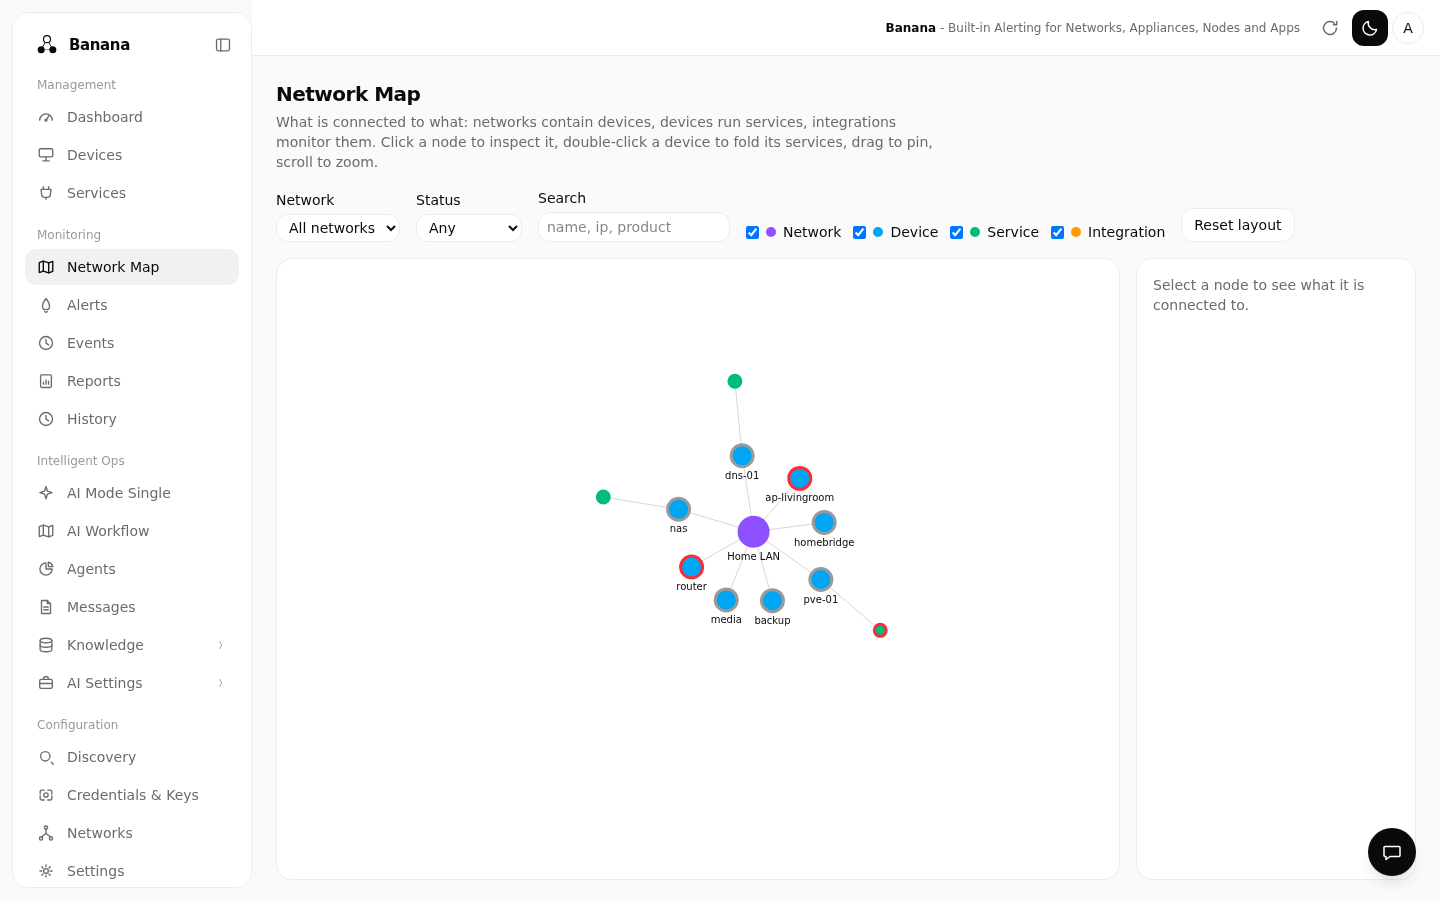 Banana
Management
Dashboard
Devices
Services
Monitoring
Network Map
Alerts
Events
Reports
History
Intelligent Ops
AI Mode Single
AI Workflow
Agents
Messages
Knowledge
AI Settings
Configuration
Discovery
Credentials & Keys
Networks
Settings
Banana - Built-in Alerting for Networks, Appliances, Nodes and Apps
A
Network Map
What is connected to what: networks contain devices, devices run services, integrations
monitor them. Click a node to inspect it, double-click a device to fold its services, drag to pin,
scroll to zoom.
Network
All networks
Status
Any
Search
name, ip, product
Network
Device
Service
Integration
Reset layout
dns-01
ap-livingroom
nas
homebridge
Home LAN
router
pve-01
media
backup
Select a node to see what it is
connected to.